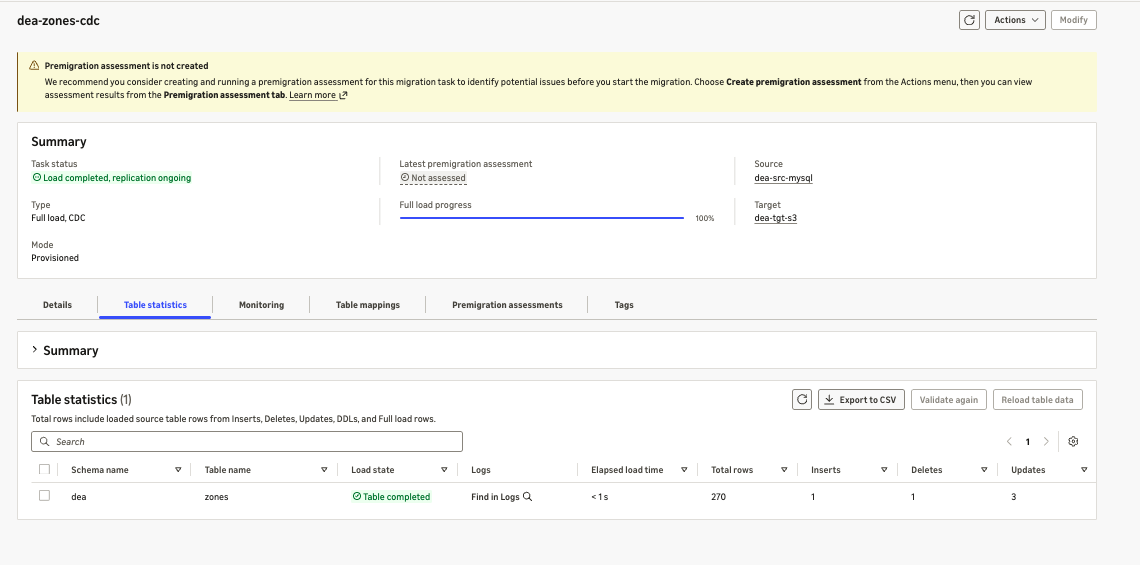 dea-zones-cdc
Actions
Modify
Premigration assessment is not created
We recommend you consider creating and running a premigration assessment for this migration task to identify potential issues before you start the migration. Choose Create premigration assessment from the Actions menu, then you can view
assessment results from the Premigration assessment tab. Learn more
Summary
Task status
Load completed, replication ongoing
Latest premigration assessment
Not assessed
Source
dea-src-mysql
Type
Full load, CDC
Full load progress
100%
Target
dea-tgt-s3
Mode
Provisioned
Details Table statistics Monitoring Table mappings Premigration assessments Tags
Summary
Table statistics (1)
Export to CSV
Validate again
Reload table data
Total rows include loaded source table rows from Inserts, Deletes, Updates, DDLs, and Full load rows.
Search
1
Schema name Table name Load state Logs Elapsed load time Total rows Inserts Deletes Updates
dea zones Table completed Find in Logs < 1 s 270 1 1 3